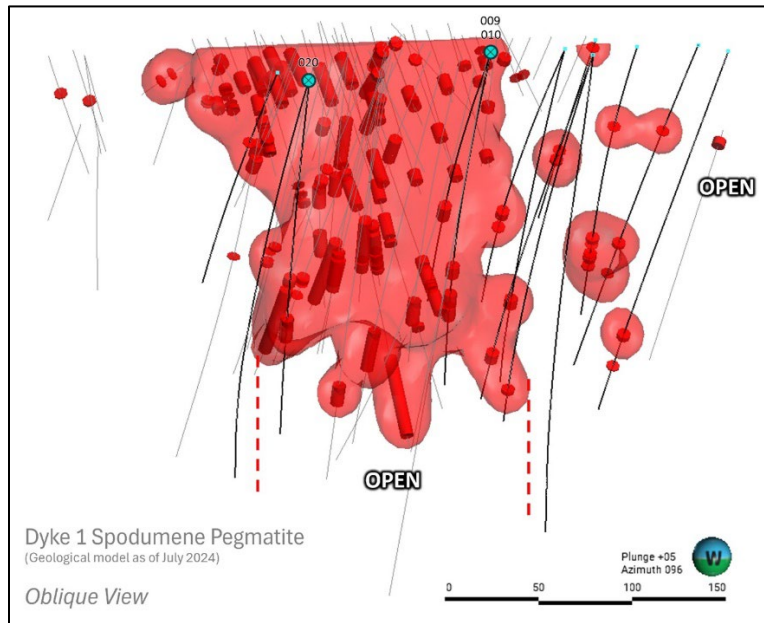 009
010
020
OPEN
OPEN
Dyke 1 Spodumene Pegmatite
(Geological model as of July 2024)
Oblique View
Plunge +05
Azimuth 096
W
0 50 100 150